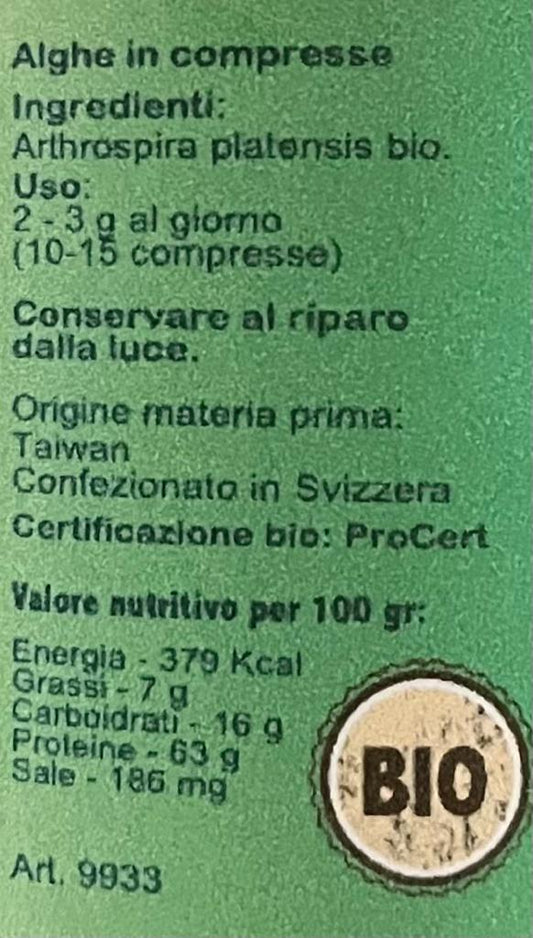 Alghe in compresse
Ingredienti:
Arthrospira platensis bio.
Uso:
2 - 3 g al giorno
(10-15 compresse)
Conservare al riparo
dalla luce.
Origine materia prima:
Taiwan
Confezionato in Svizzera
Certificazione bio: ProCert
Valore nutritivo per 100 gr:
Energia - 379 Kcal
Grassi - 7 g
Carboidrati - 16 g
Proteine - 63 g
Sale - 186 mg
BIO
Art. 9933